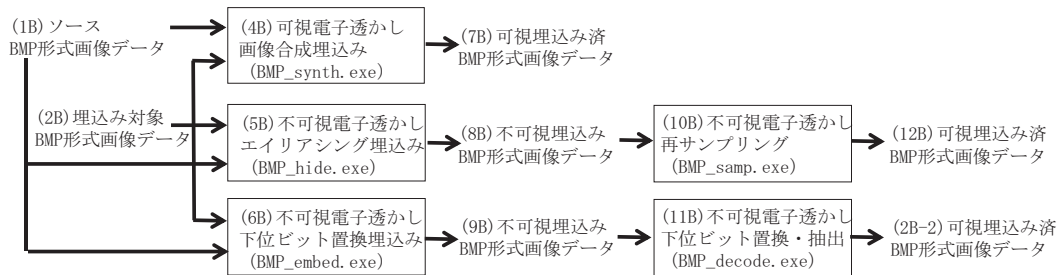 (1B)ソース
BMP形式画像データ
(4B)可視電子透かし
画像合成埋込み
(BMP_synth.exe)
(7B)可視埋込み済
BMP形式画像データ
(2B)埋込み対象
BMP形式画像データ
(5B)不可視電子透かし
エイリアシング埋込み
(BMP_hide.exe)
(8B)不可視埋込み
BMP形式画像データ
(10B)不可視電子透かし
再サンプリング
(BMP_samp.exe)
(12B)可視埋込み済
BMP形式画像データ
(6B)不可視電子透かし
下位ビット置換埋込み
(BMP_embed.exe)
(9B)不可視埋込み
BMP形式画像データ
(11B)不可視電子透かし
下位ビット置換・抽出
(BMP_decode.exe)
(2B-2)可視埋込み済
BMP形式画像データ